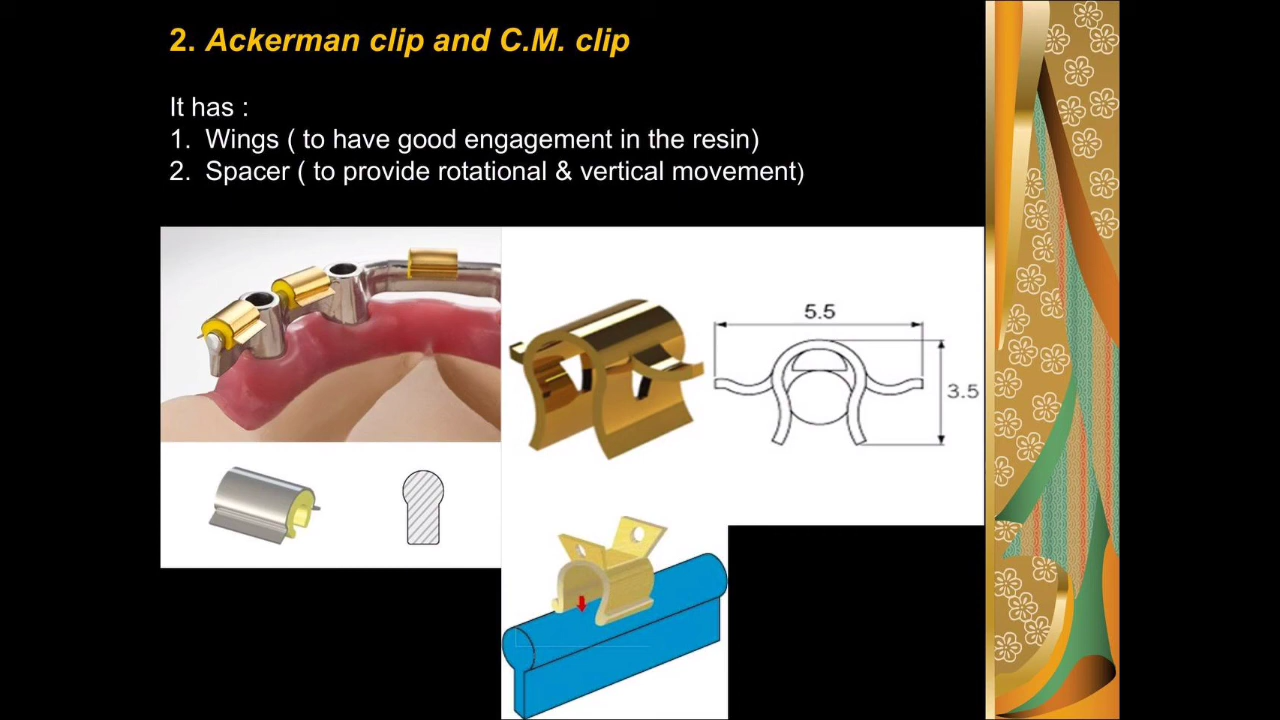 2. Ackerman clip and C.M. clip
It has :
1. Wings ( to have good engagement in the resin)
2. Spacer ( to provide rotational & vertical movement)
5.5
3.5